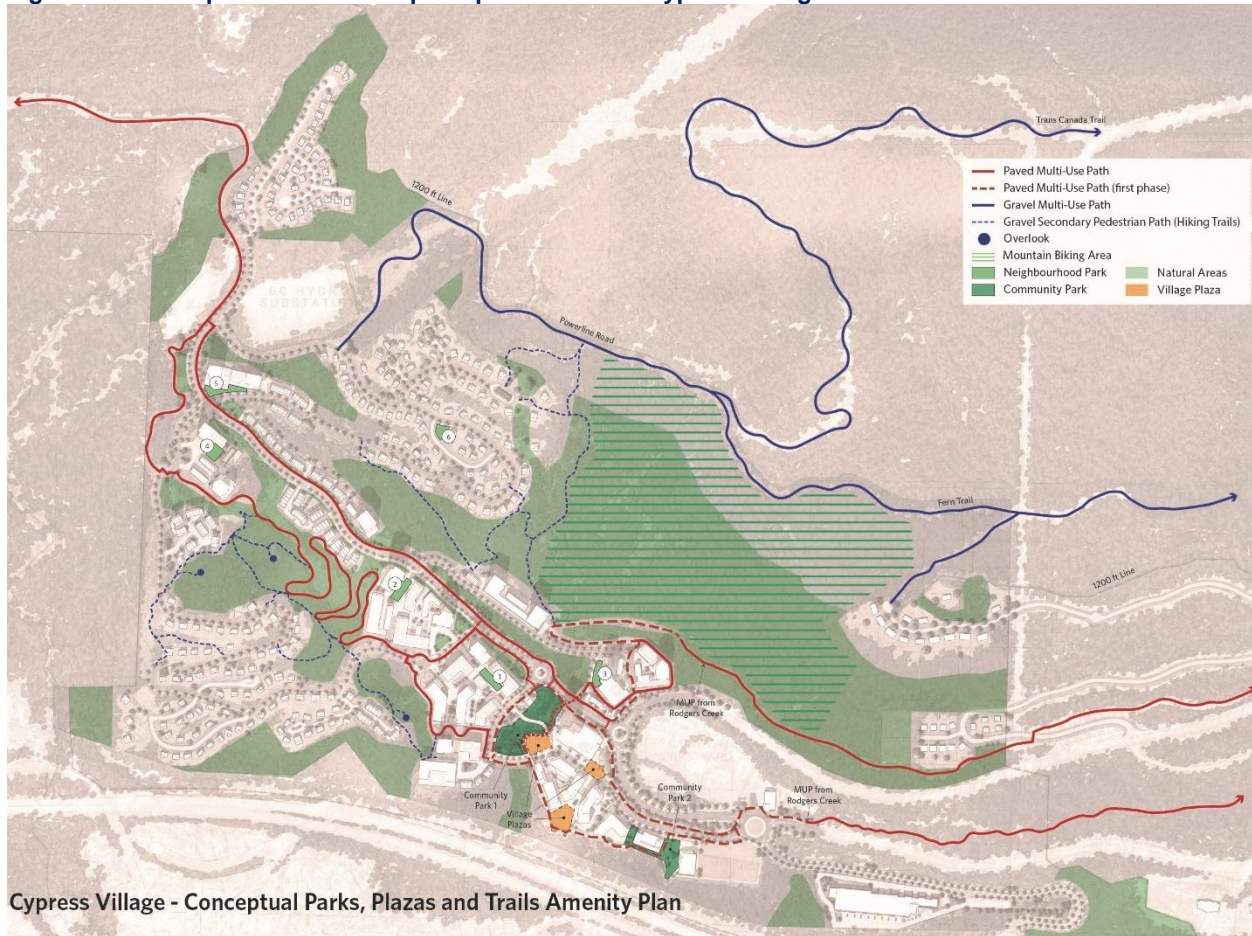 Trans Canada Trail
1200 ft Line
Paved Multi-Use Path
Paved Multi-Use Path (first phase)
Gravel Multi-Use Path
Gravel Secondary Pedestrian Path (Hiking Trails)
Overlook
Mountain Biking Area
Neighbourhood Park
Natural Areas
Community Park
Village Plaza
BC HYDRO
SUBSTATION
Powerline Road
5
4
6
Fern Trail
1200 ft Line
2
1
3
MUP from
Rodgers Creek
Community
Park 1
Village
Plazas
Community
Park 2
MUP from
Rodgers Creek
Cypress Village - Conceptual Parks, Plazas and Trails Amenity Plan